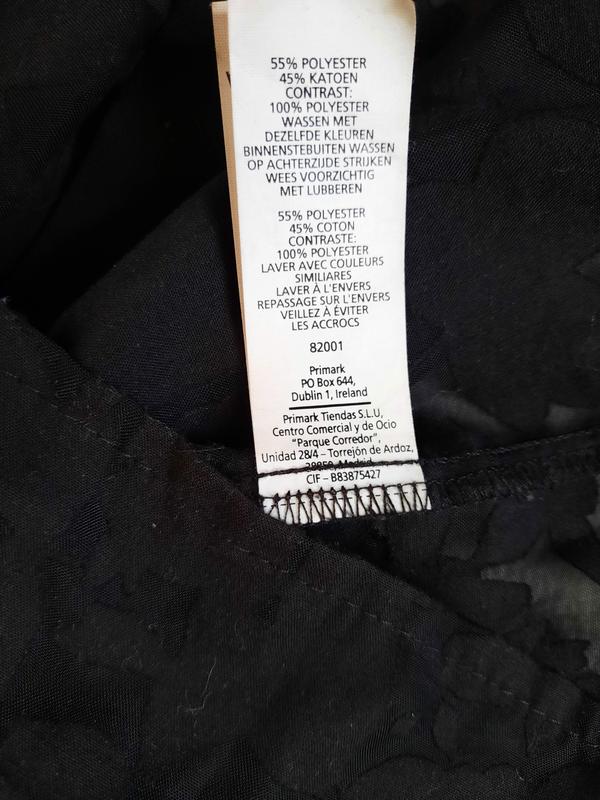 55% POLYESTER
45% KATOEN
CONTRAST:
100% POLYESTER
WASSEN MET
DEZELFDE KLEUREN
BINNENSTEBUITEN WASSEN
OP ACHTERZIJDE STRIJKEN
WEES VOORZICHTIG
MET LUBBEREN
55% POLYESTER
45% COTON
CONTRASTE:
100% POLYESTER
LAVER AVEC COULEURS
SIMILIARES
LAVER À L'ENVERS
REPASSAGE SUR L'ENVERS
VEILLEZ À ÉVITER
LES ACCROCS
82001
Primark
PO Box 644,
Dublin 1, Ireland
Primark Tiendas S.L.U,
Centro Comercial y de Ocio
"Parque Corredor",
Unidad 28/4 – Torrejón de Ardoz,
28850, Madrid
CIF – B83875427